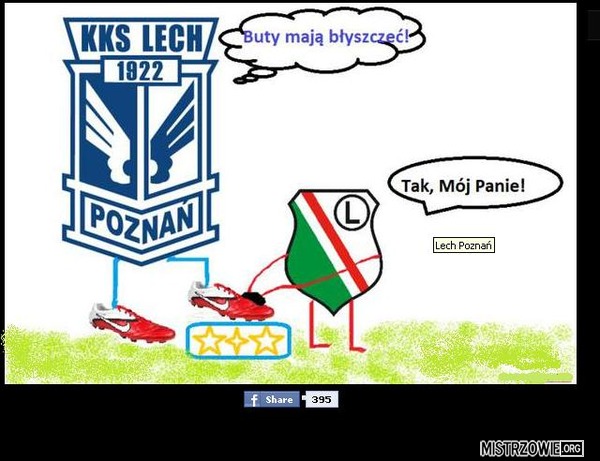 KKS LECH
1922
POZNAŃ
Buty mają błyszczeć!
L
Tak, Mój Panie!
Lech Poznań
f Share
395
MISTRZOWIE.ORG